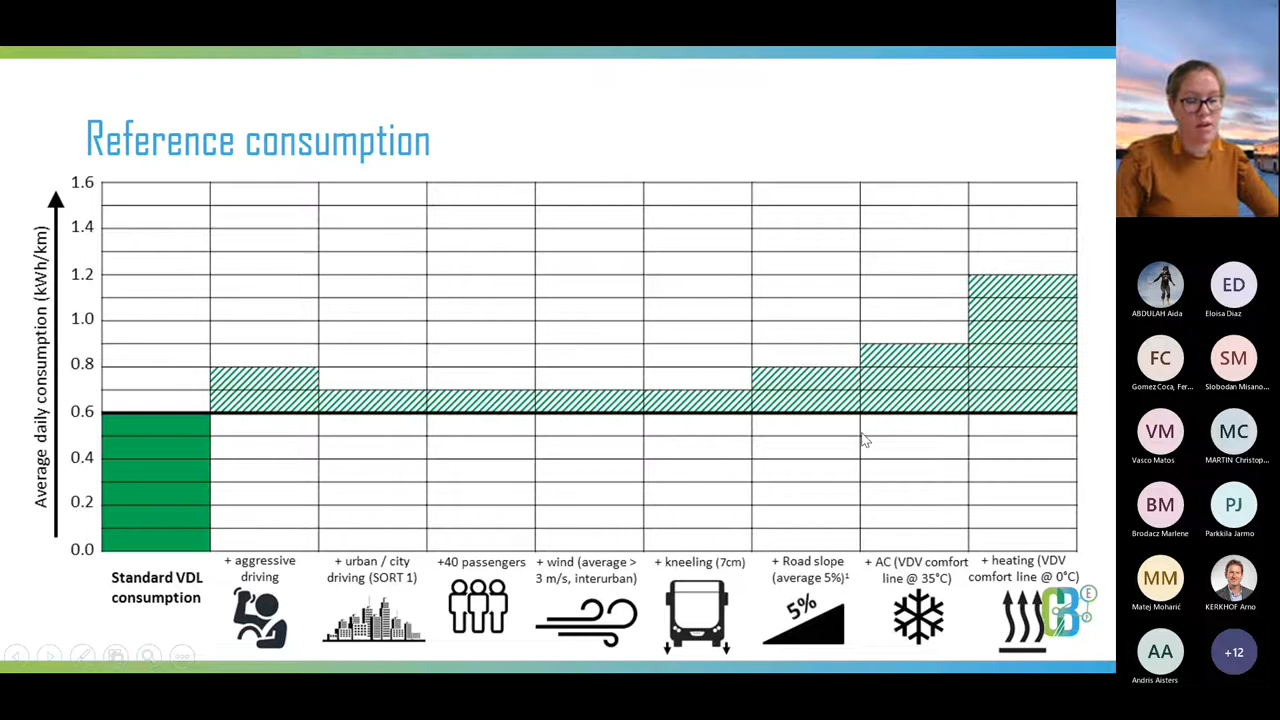 Reference consumption
Average daily consumption (kWh/km)
1.6
1.4
1.2
1.0
0.8
0.6
0.4
0.2
0.0
Standard VDL
consumption
+ aggressive
driving
+ urban / city
driving (SORT 1)
+40 passengers
+ wind (average >
3 m/s, interurban)
+ kneeling (7cm)
+ Road slope
(average 5%)¹
5%
+ AC (VDV comfort
line @ 35°C)
+ heating (VDV
comfort line @ 0°C)
E
ABDULAH Aida
ED
Eloisa Diaz
FC
Gomez Coca, Fer...
SM
Slobodan Misano...
VM
Vasco Matos
MC
MARTIN Christop...
BM
Brodacz Marlene
PJ
Parkkila Jarmo
MM
Matej Moharić
KERKHOF Arno
AA
Andris Aisters
+12